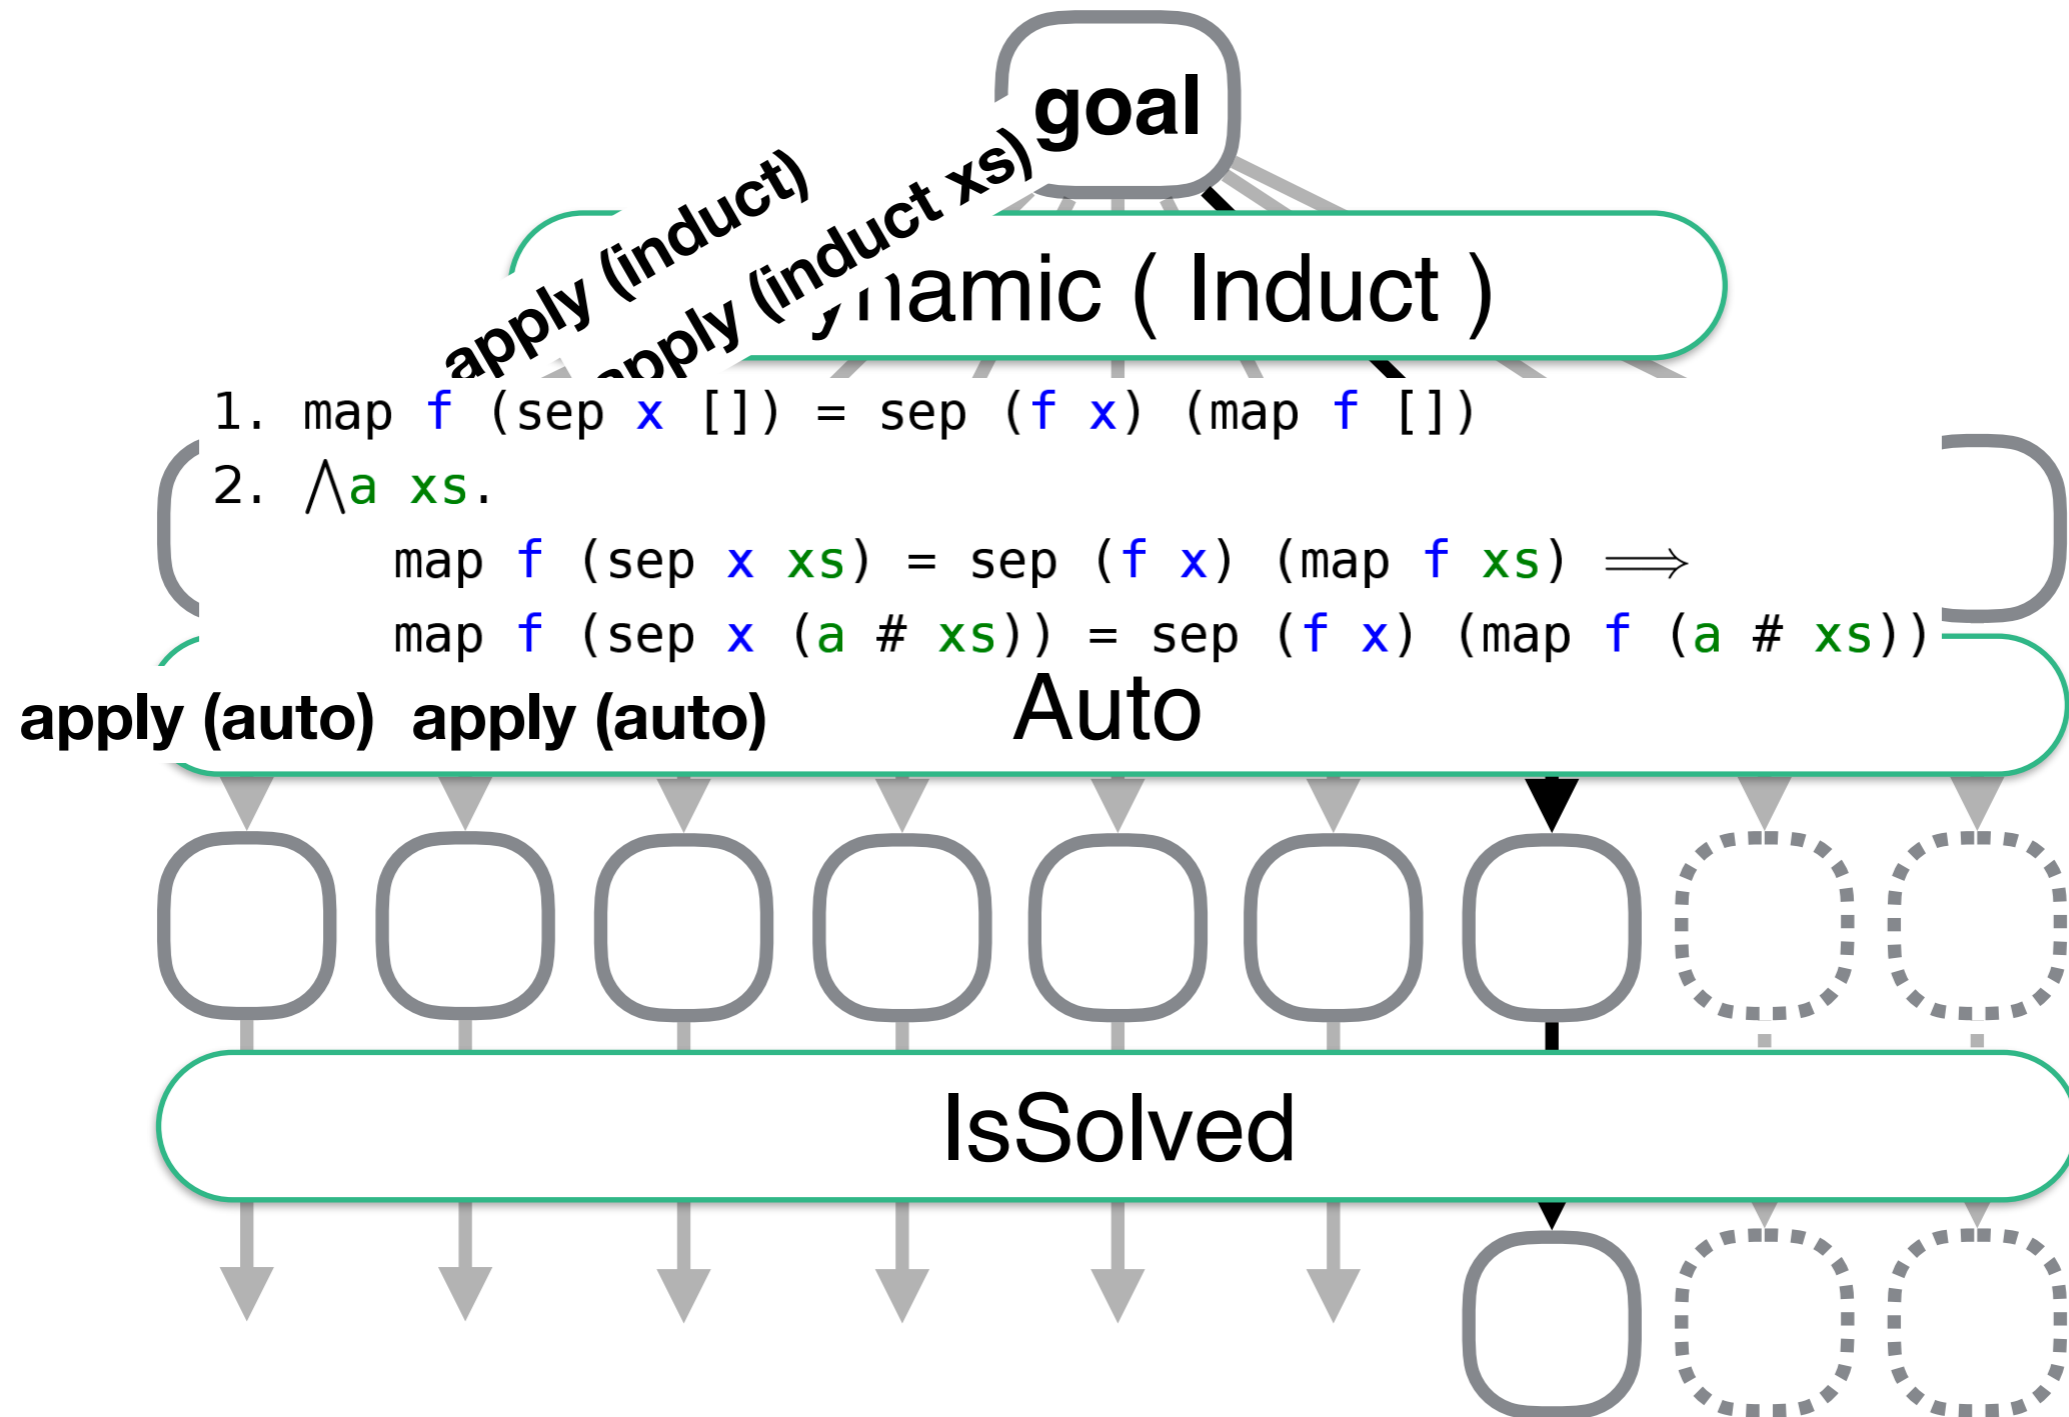 goal
apply (induct)
apply (induct xs)
Dynamic ( Induct )
1. map f (sep x []) = sep (f x) (map f [])
2. ⋀a xs.
map f (sep x xs) = sep (f x) (map f xs) ⟹
map f (sep x (a # xs)) = sep (f x) (map f (a # xs))
apply (auto) apply (auto) Auto
IsSolved